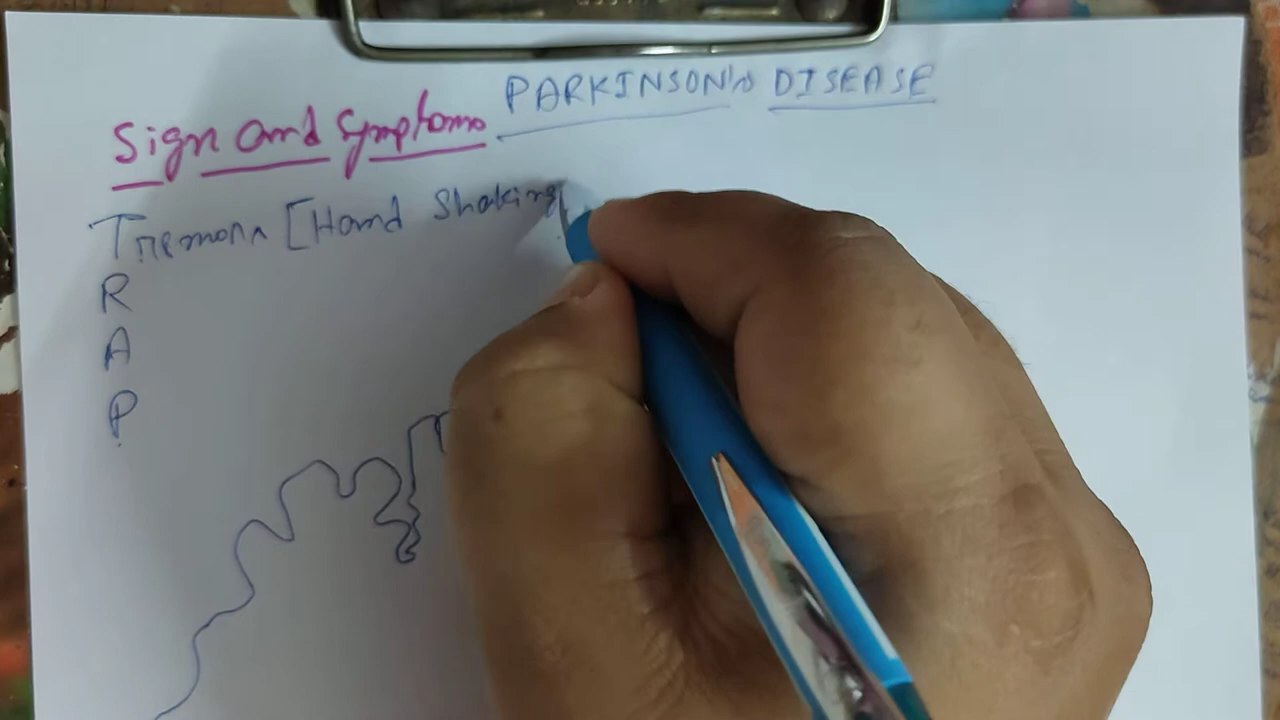 PARKINSON's DISEASE
Sign and Symptoms
Tremors [Hand Shaking
R
A
P